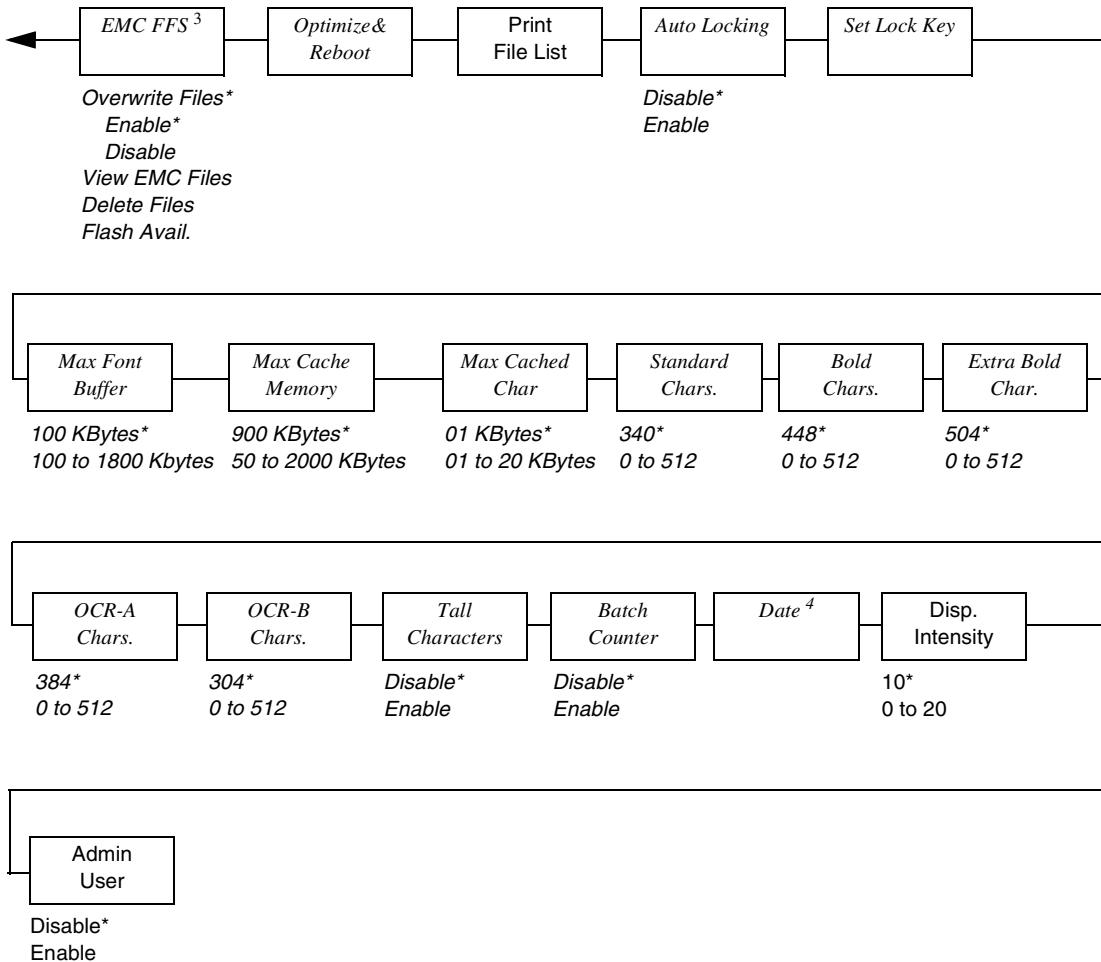 EMC FFS 3
Optimize&
Reboot
Print
File List
Auto Locking
Set Lock Key
Overwrite Files*
Enable*
Disable
View EMC Files
Delete Files
Flash Avail.
Disable*
Enable
Max Font
Buffer
Max Cache
Memory
Max Cached
Char
Standard
Chars.
Bold
Chars.
Extra Bold
Char.
100 KBytes*
100 to 1800 Kbytes
900 KBytes*
50 to 2000 KBytes
01 KBytes*
01 to 20 KBytes
340*
0 to 512
448*
0 to 512
504*
0 to 512
OCR-A
Chars.
OCR-B
Chars.
Tall
Characters
Batch
Counter
Date 4
Disp.
Intensity
384*
0 to 512
304*
0 to 512
Disable*
Enable
Disable*
Enable
10*
0 to 20
Admin
User
Disable*
Enable